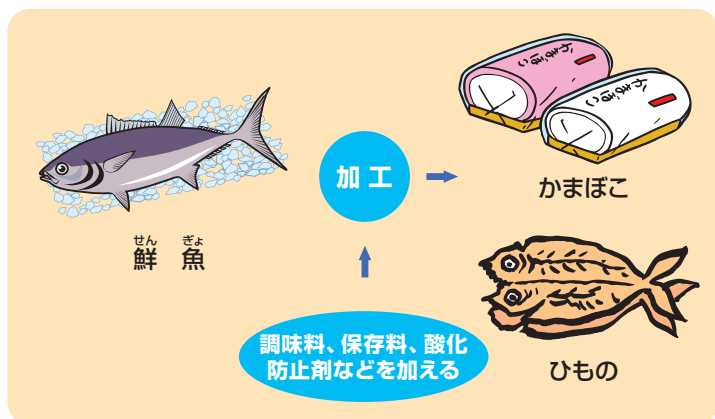 せん ぎょ
鮮 魚
加 工
調味料、保存料、酸化
防止剤などを加える
かまぼこ
かまぼこ
かまぼこ
ひもの